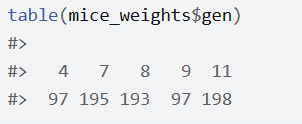 table(mice_weights$gen)
#>
#>   4   7   8   9  11
#>  97 195 193  97 198